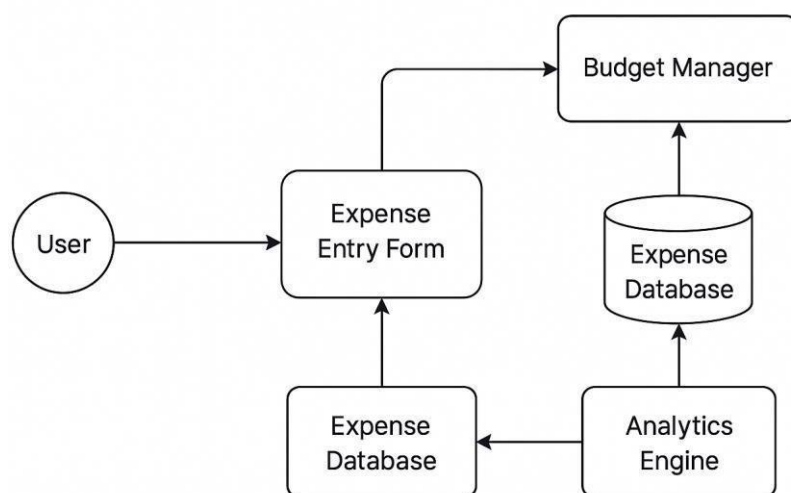 Budget Manager
User
Expense
Entry Form
Expense
Database
Expense
Database
Analytics
Engine